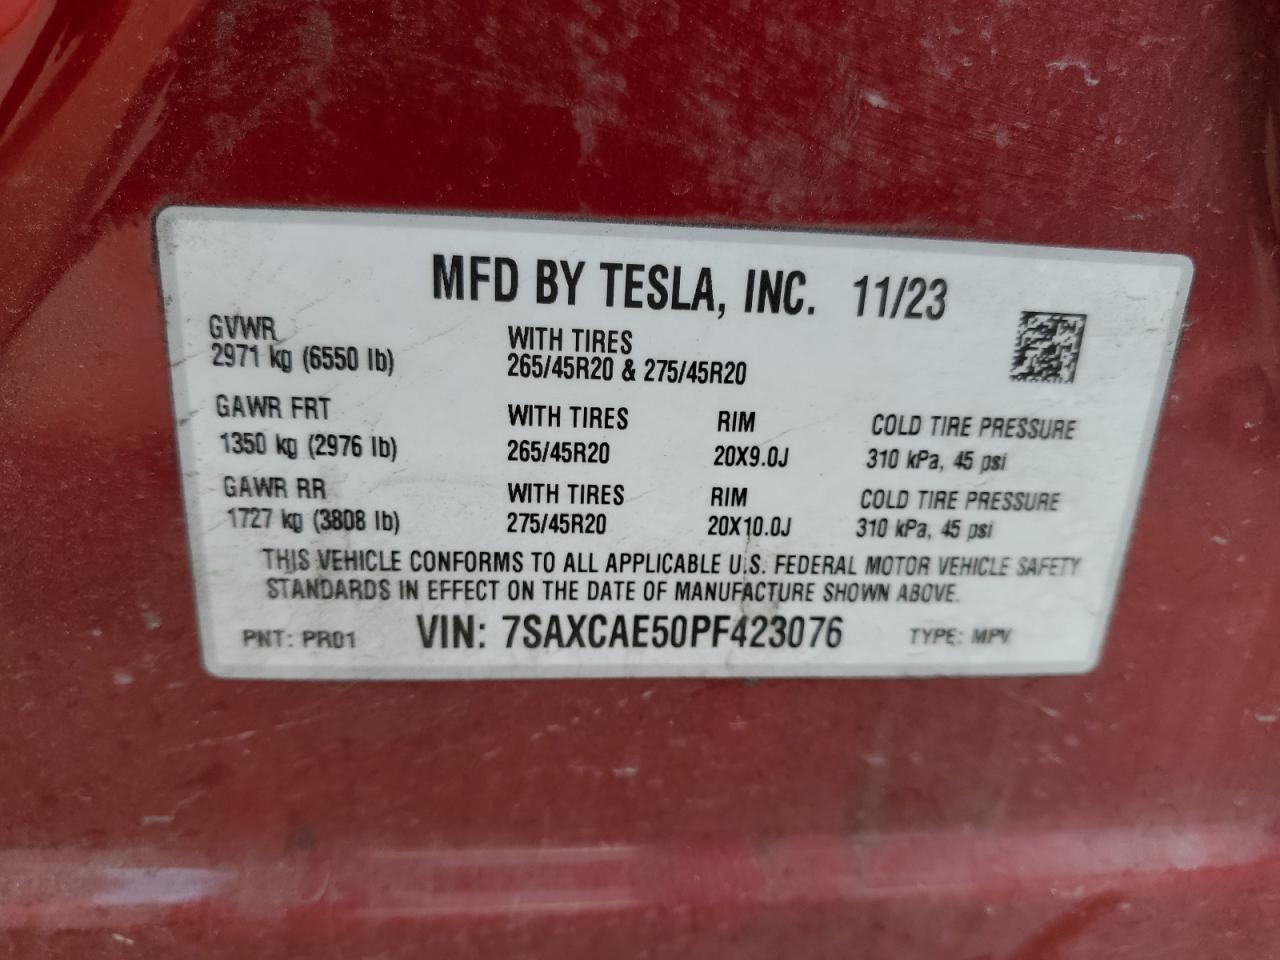 MFD BY TESLA, INC. 11/23
GVWR WITH TIRES
2971 kg (6550 lb) 265/45R20 & 275/45R20
GAWR FRT WITH TIRES RIM COLD TIRE PRESSURE
1350 kg (2976 lb) 265/45R20 20X9.0J 310 kPa, 45 psi
GAWR RR WITH TIRES RIM COLD TIRE PRESSURE
1727 kg (3808 lb) 275/45R20 20X10.0J 310 kPa, 45 psi
THIS VEHICLE CONFORMS TO ALL APPLICABLE U.S. FEDERAL MOTOR VEHICLE SAFETY
STANDARDS IN EFFECT ON THE DATE OF MANUFACTURE SHOWN ABOVE.
PNT: PR01 VIN: 7SAXCAE50PF423076 TYPE: MPV